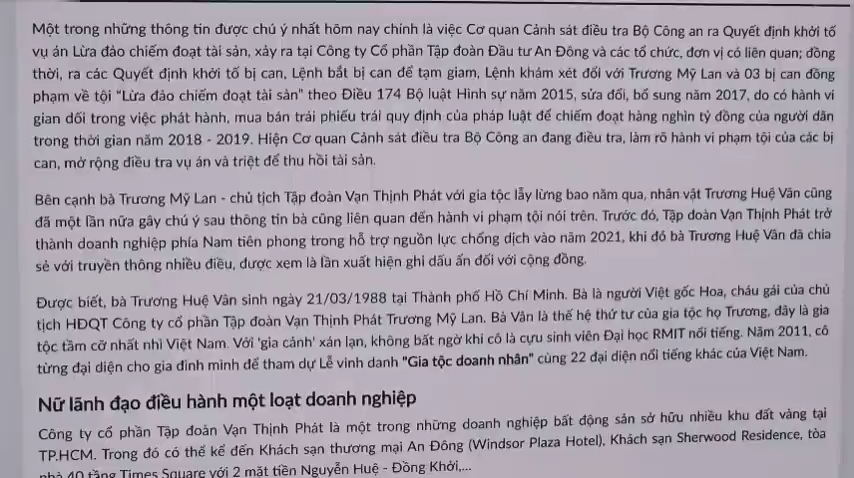 Một trong những thông tin được chú ý nhất hôm nay chính là việc Cơ quan Cảnh sát điều tra Bộ Công an ra Quyết định khởi tố
vụ án Lừa đảo chiếm đoạt tài sản, xảy ra tại Công ty Cổ phần Tập đoàn Đầu tư An Đông và các tổ chức, đơn vị có liên quan; đồng
thời, ra các Quyết định khởi tố bị can, Lệnh bắt bị can để tạm giam, Lệnh khám xét đối với Trương Mỹ Lan và 03 bị can đồng
phạm về tội "Lừa đảo chiếm đoạt tài sản" theo Điều 174 Bộ luật Hình sự năm 2015, sửa đổi, bổ sung năm 2017, do có hành vi
gian dối trong việc phát hành, mua bán trái phiếu trái quy định của pháp luật để chiếm đoạt hàng nghìn tỷ đồng của người dân
trong thời gian năm 2018 - 2019. Hiện Cơ quan Cảnh sát điều tra Bộ Công an đang điều tra, làm rõ hành vi phạm tội của các bị
can, mở rộng điều tra vụ án và triệt để thu hồi tài sản.
Bên cạnh bà Trương Mỹ Lan - chủ tịch Tập đoàn Vạn Thịnh Phát với gia tộc lẫy lừng bao năm qua, nhân vật Trương Huệ Vân cũng
đã một lần nữa gây chú ý sau thông tin bà cũng liên quan đến hành vi phạm tội nói trên. Trước đó, Tập đoàn Vạn Thịnh Phát trở
thành doanh nghiệp phía Nam tiên phong trong hỗ trợ nguồn lực chống dịch vào năm 2021, khi đó bà Trương Huệ Vân đã chia
sẻ với truyền thông nhiều điều, được xem là lần xuất hiện ghi dấu ấn đối với cộng đồng.
Được biết, bà Trương Huệ Vân sinh ngày 21/03/1988 tại Thành phố Hồ Chí Minh. Bà là người Việt gốc Hoa, cháu gái của chủ
tịch HĐQT Công ty cổ phần Tập đoàn Vạn Thịnh Phát Trương Mỹ Lan. Bà Vân là thế hệ thứ tư của gia tộc họ Trương, đây là gia
tộc tầm cỡ nhất nhì Việt Nam. Với 'gia cảnh' xán lạn, không bất ngờ khi cô là cựu sinh viên Đại học RMIT nổi tiếng. Năm 2011, cô
từng đại diện cho gia đình mình để tham dự Lễ vinh danh "Gia tộc doanh nhân" cùng 22 đại diện nổi tiếng khác của Việt Nam.
Nữ lãnh đạo điều hành một loạt doanh nghiệp
Công ty cổ phần Tập đoàn Vạn Thịnh Phát là một trong những doanh nghiệp bất động sản sở hữu nhiều khu đất vàng tại
TP.HCM. Trong đó có thể kể đến Khách sạn thương mại An Đông (Windsor Plaza Hotel), Khách sạn Sherwood Residence, tòa
nhà 40 tầng Times Square với 2 mặt tiền Nguyễn Huệ - Đồng Khởi,...